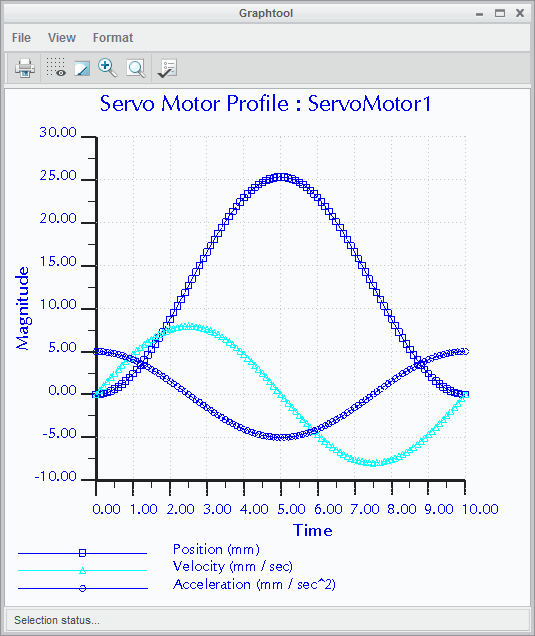 Graphtool
File View Format
Servo Motor Profile : ServoMotor1
30.00
25.00
20.00
15.00
10.00
5.00
0.00
-5.00
-10.00
Magnitude
0.00 1.00 2.00 3.00 4.00 5.00 6.00 7.00 8.00 9.00 10.00
Time
Position (mm)
Velocity (mm / sec)
Acceleration (mm / sec^2)
Selection status...